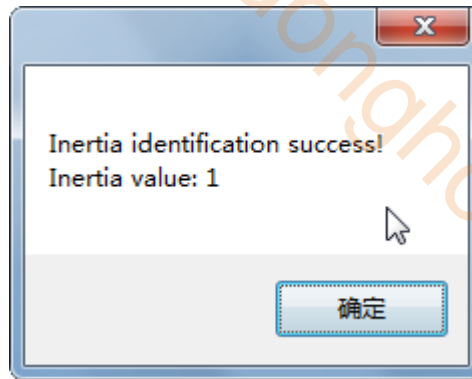 Inertia identification success!
Inertia value: 1
确定